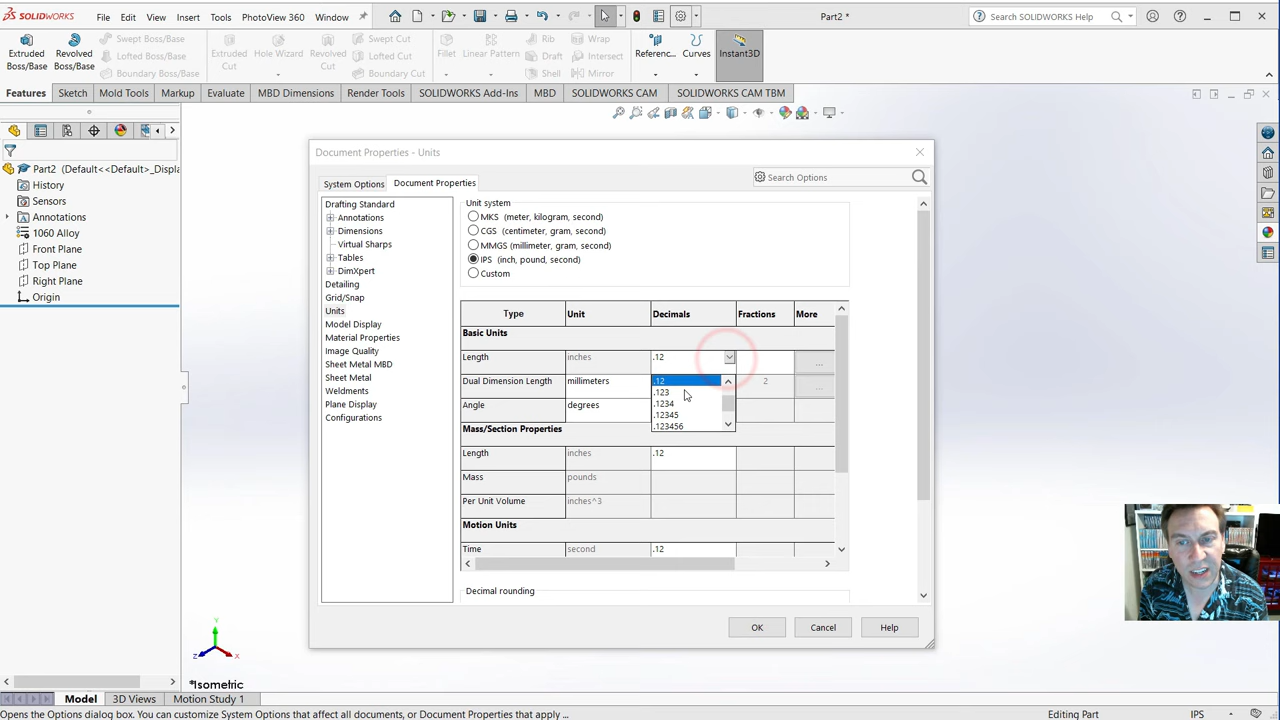 SOLIDWORKS File Edit View Insert Tools PhotoView 360 Window Part2 * Search SOLIDWORKS Help
Extruded Boss/Base
Revolved Boss/Base
Swept Boss/Base
Lofted Boss/Base
Boundary Boss/Base
Extruded Cut
Hole Wizard
Revolved Cut
Swept Cut
Lofted Cut
Boundary Cut
Fillet
Linear Pattern
Rib
Draft
Shell
Wrap
Intersect
Mirror
Referenc...
Curves
Instant3D
Features Sketch Mold Tools Markup Evaluate MBD Dimensions Render Tools SOLIDWORKS Add-Ins MBD SOLIDWORKS CAM SOLIDWORKS CAM TBM
Part2 (Default<<Default>_Displa
History
Sensors
Annotations
1060 Alloy
Front Plane
Top Plane
Right Plane
Origin
Document Properties - Units
System Options Document Properties
Search Options
Drafting Standard
Annotations
Dimensions
Virtual Sharps
Tables
DimXpert
Detailing
Grid/Snap
Units
Model Display
Material Properties
Image Quality
Sheet Metal MBD
Sheet Metal
Weldments
Plane Display
Configurations
Unit system
MKS (meter, kilogram, second)
CGS (centimeter, gram, second)
MMGS (millimeter, gram, second)
IPS (inch, pound, second)
Custom
Type Unit Decimals Fractions More
Basic Units
Length inches .12 ...
Dual Dimension Length millimeters .12 2 ...
.123
Angle degrees .1234
.12345
.123456
Mass/Section Properties
Length inches .12
Mass pounds
Per Unit Volume inches^3
Motion Units
Time second .12
Decimal rounding
OK Cancel Help
Y
Z X
*Isometric
Model 3D Views Motion Study 1
Opens the Options dialog box. You can customize System Options that affect all documents, or Document Properties that apply ... Editing Part IPS